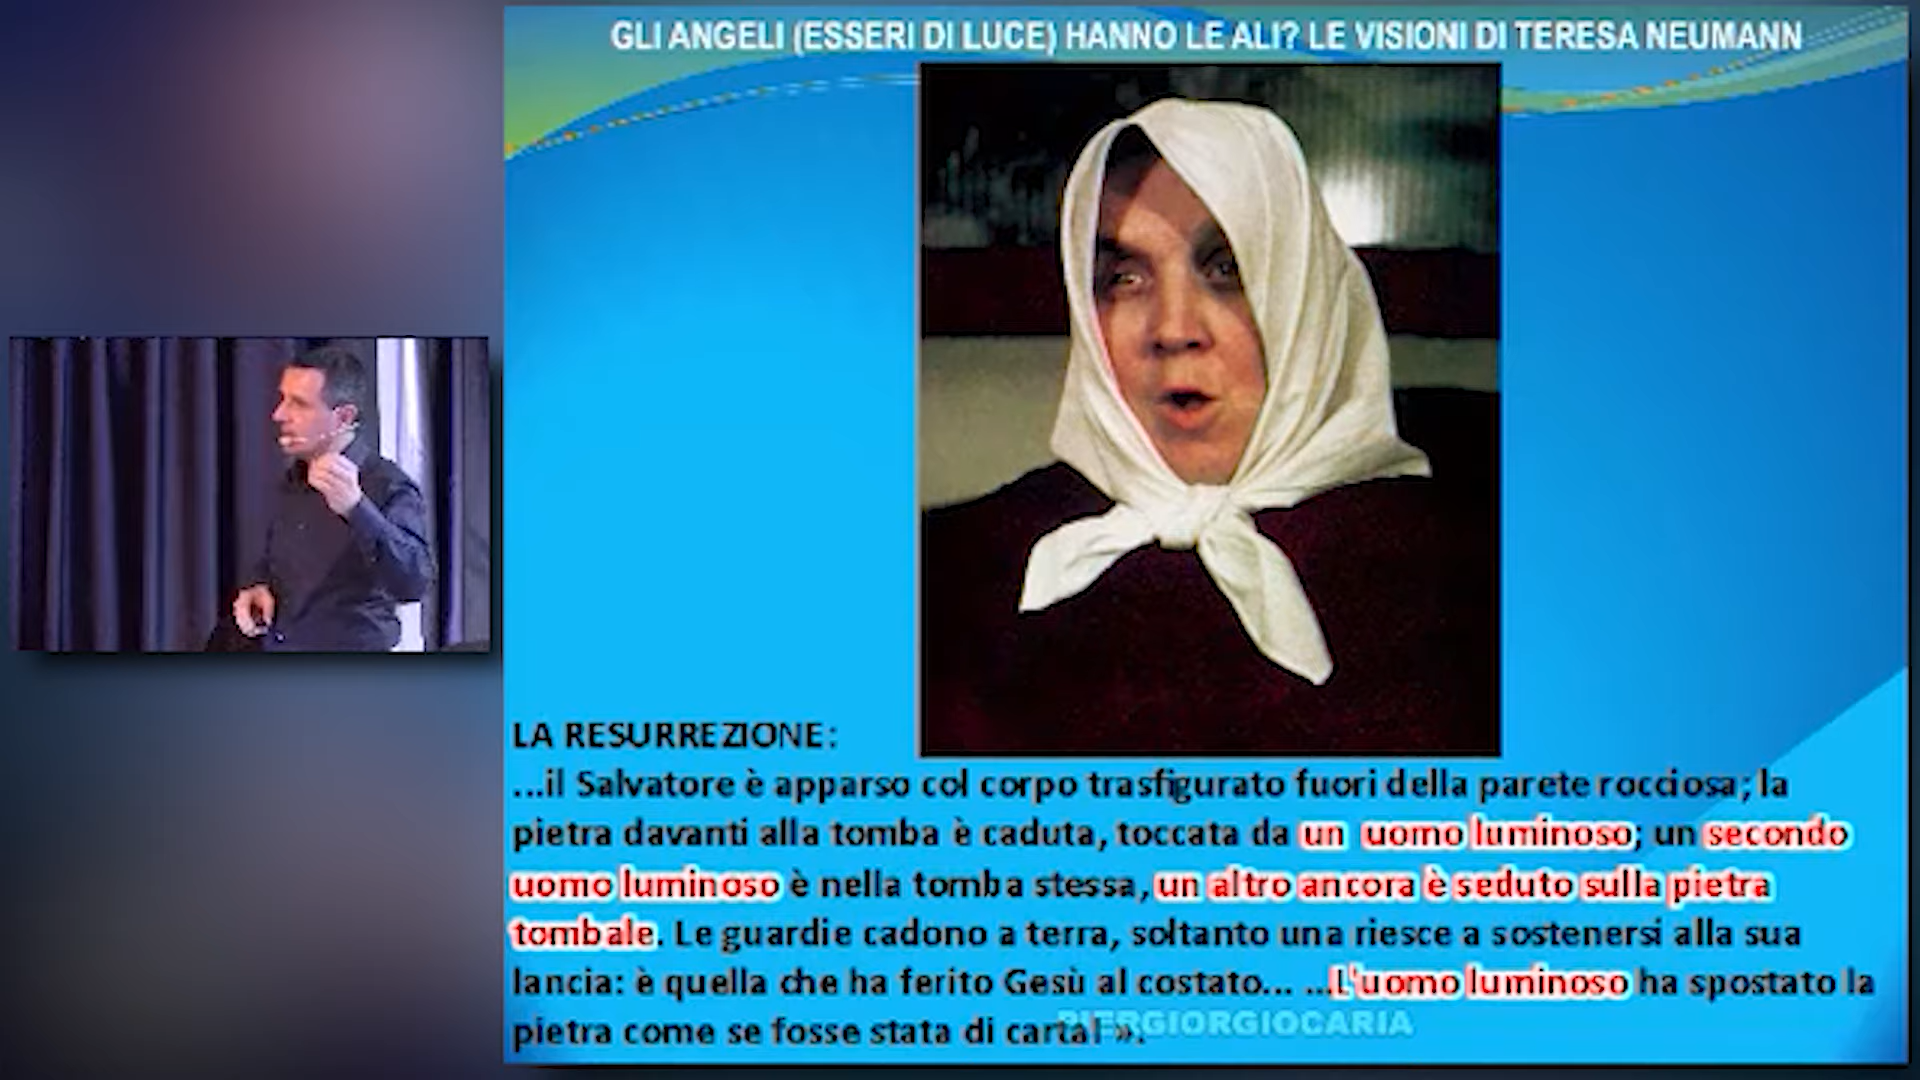 GLI ANGELI (ESSERI DI LUCE) HANNO LE ALI? LE VISIONI DI TERESA NEUMANN
LA RESURREZIONE:
...il Salvatore è apparso col corpo trasfigurato fuori della parete rocciosa; la
pietra davanti alla tomba è caduta, toccata da un uomo luminoso; un secondo
uomo luminoso è nella tomba stessa, un altro ancora è seduto sulla pietra
tombale. Le guardie cadono a terra, soltanto una riesce a sostenersi alla sua
lancia: è quella che ha ferito Gesù al costato... ...L'uomo luminoso ha spostato la
pietra come se fosse stata di carta! ».
PIERGIORGIOCARIA